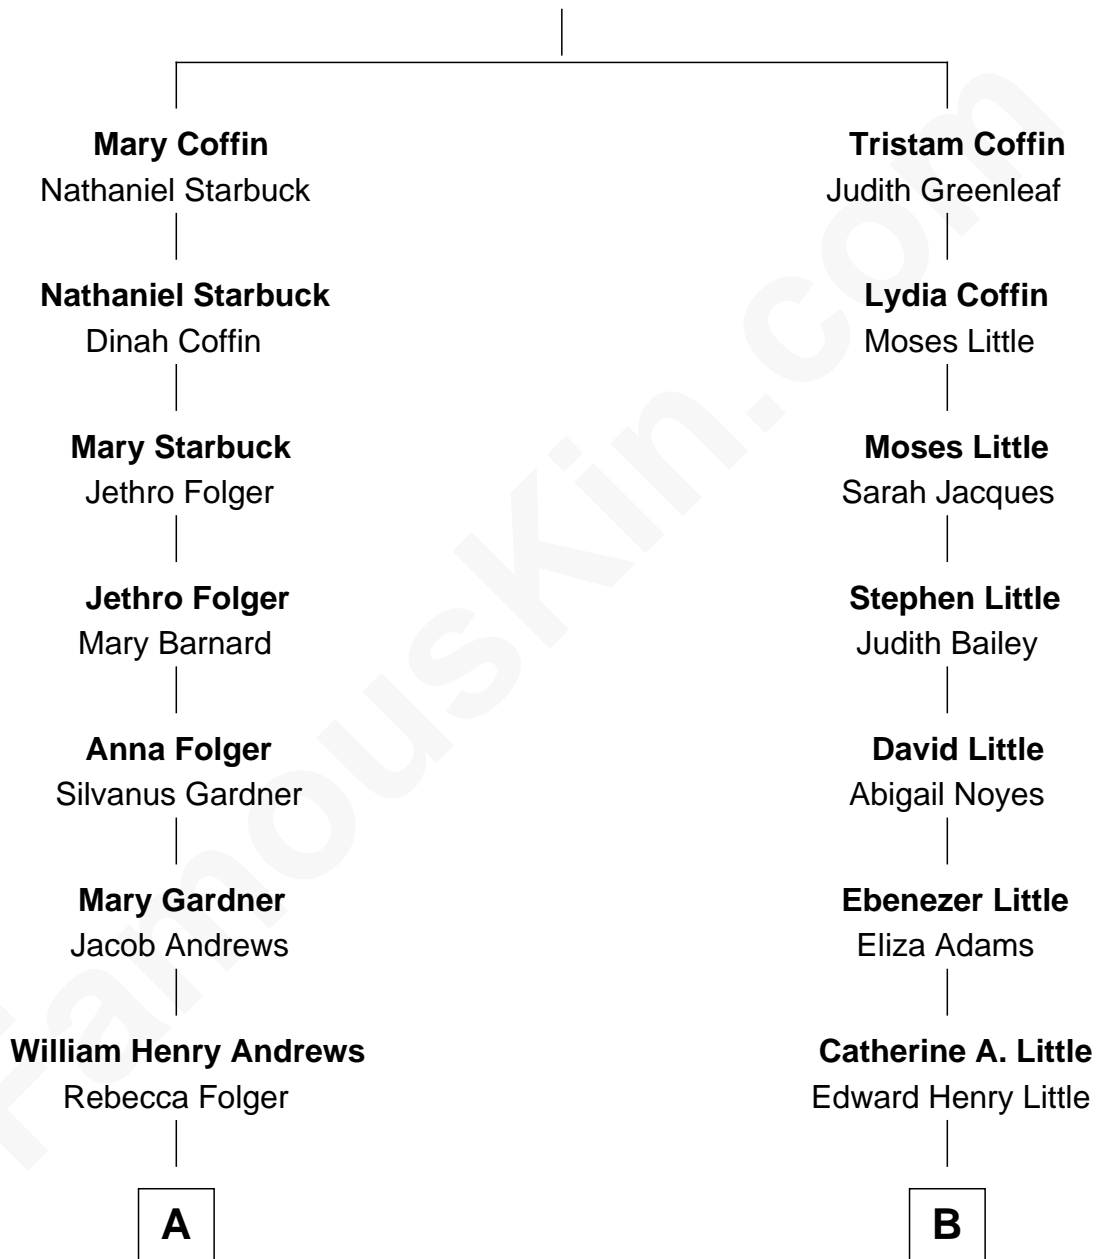 Mary Coffin
Nathaniel Starbuck
Nathaniel Starbuck
Dinah Coffin
Mary Starbuck
Jethro Folger
Jethro Folger
Mary Barnard
Anna Folger
Silvanus Gardner
Mary Gardner
Jacob Andrews
William Henry Andrews
Rebecca Folger
A
Tristam Coffin
Judith Greenleaf
Lydia Coffin
Moses Little
Moses Little
Sarah Jacques
Stephen Little
Judith Bailey
David Little
Abigail Noyes
Ebenezer Little
Eliza Adams
Catherine A. Little
Edward Henry Little
B
FamousKin.com